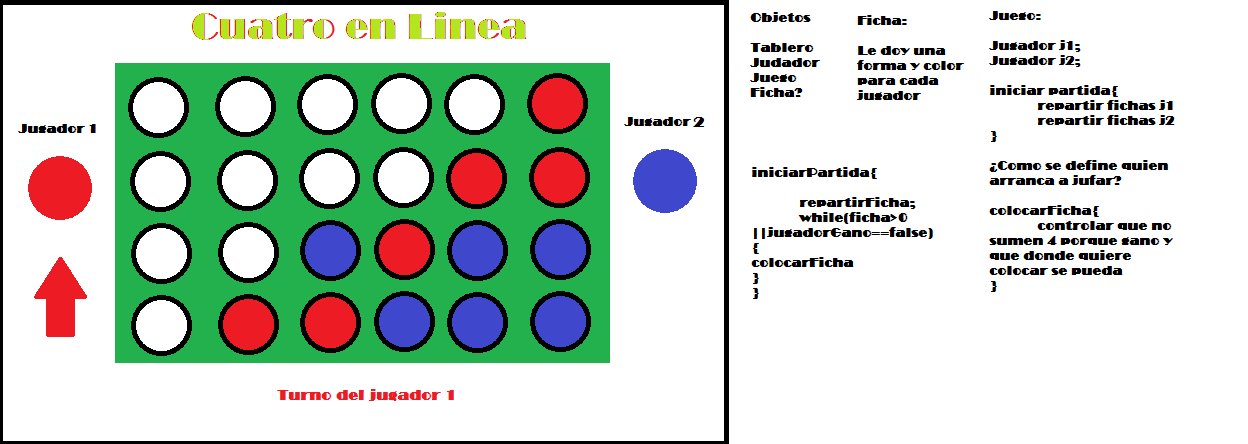 Cuatro en Linea
Jugador 1
Jugador 2
Turno del jugador 1
Objetos
Tablero
Judador
Juego
Ficha?
Ficha:
Le doy una
forma y color
para cada
jugador
iniciarPartida{
repartirFicha;
while(ficha>0
||jugadorGano==false)
{
colocarFicha
}
}
Juego:
Jugador j1;
Jugador j2;
iniciar partida{
repartir fichas j1
repartir fichas j2
}
¿Como se define quien
arranca a jufar?
colocarFicha{
controlar que no
sumen 4 porque gano y
que donde quiere
colocar se pueda
}